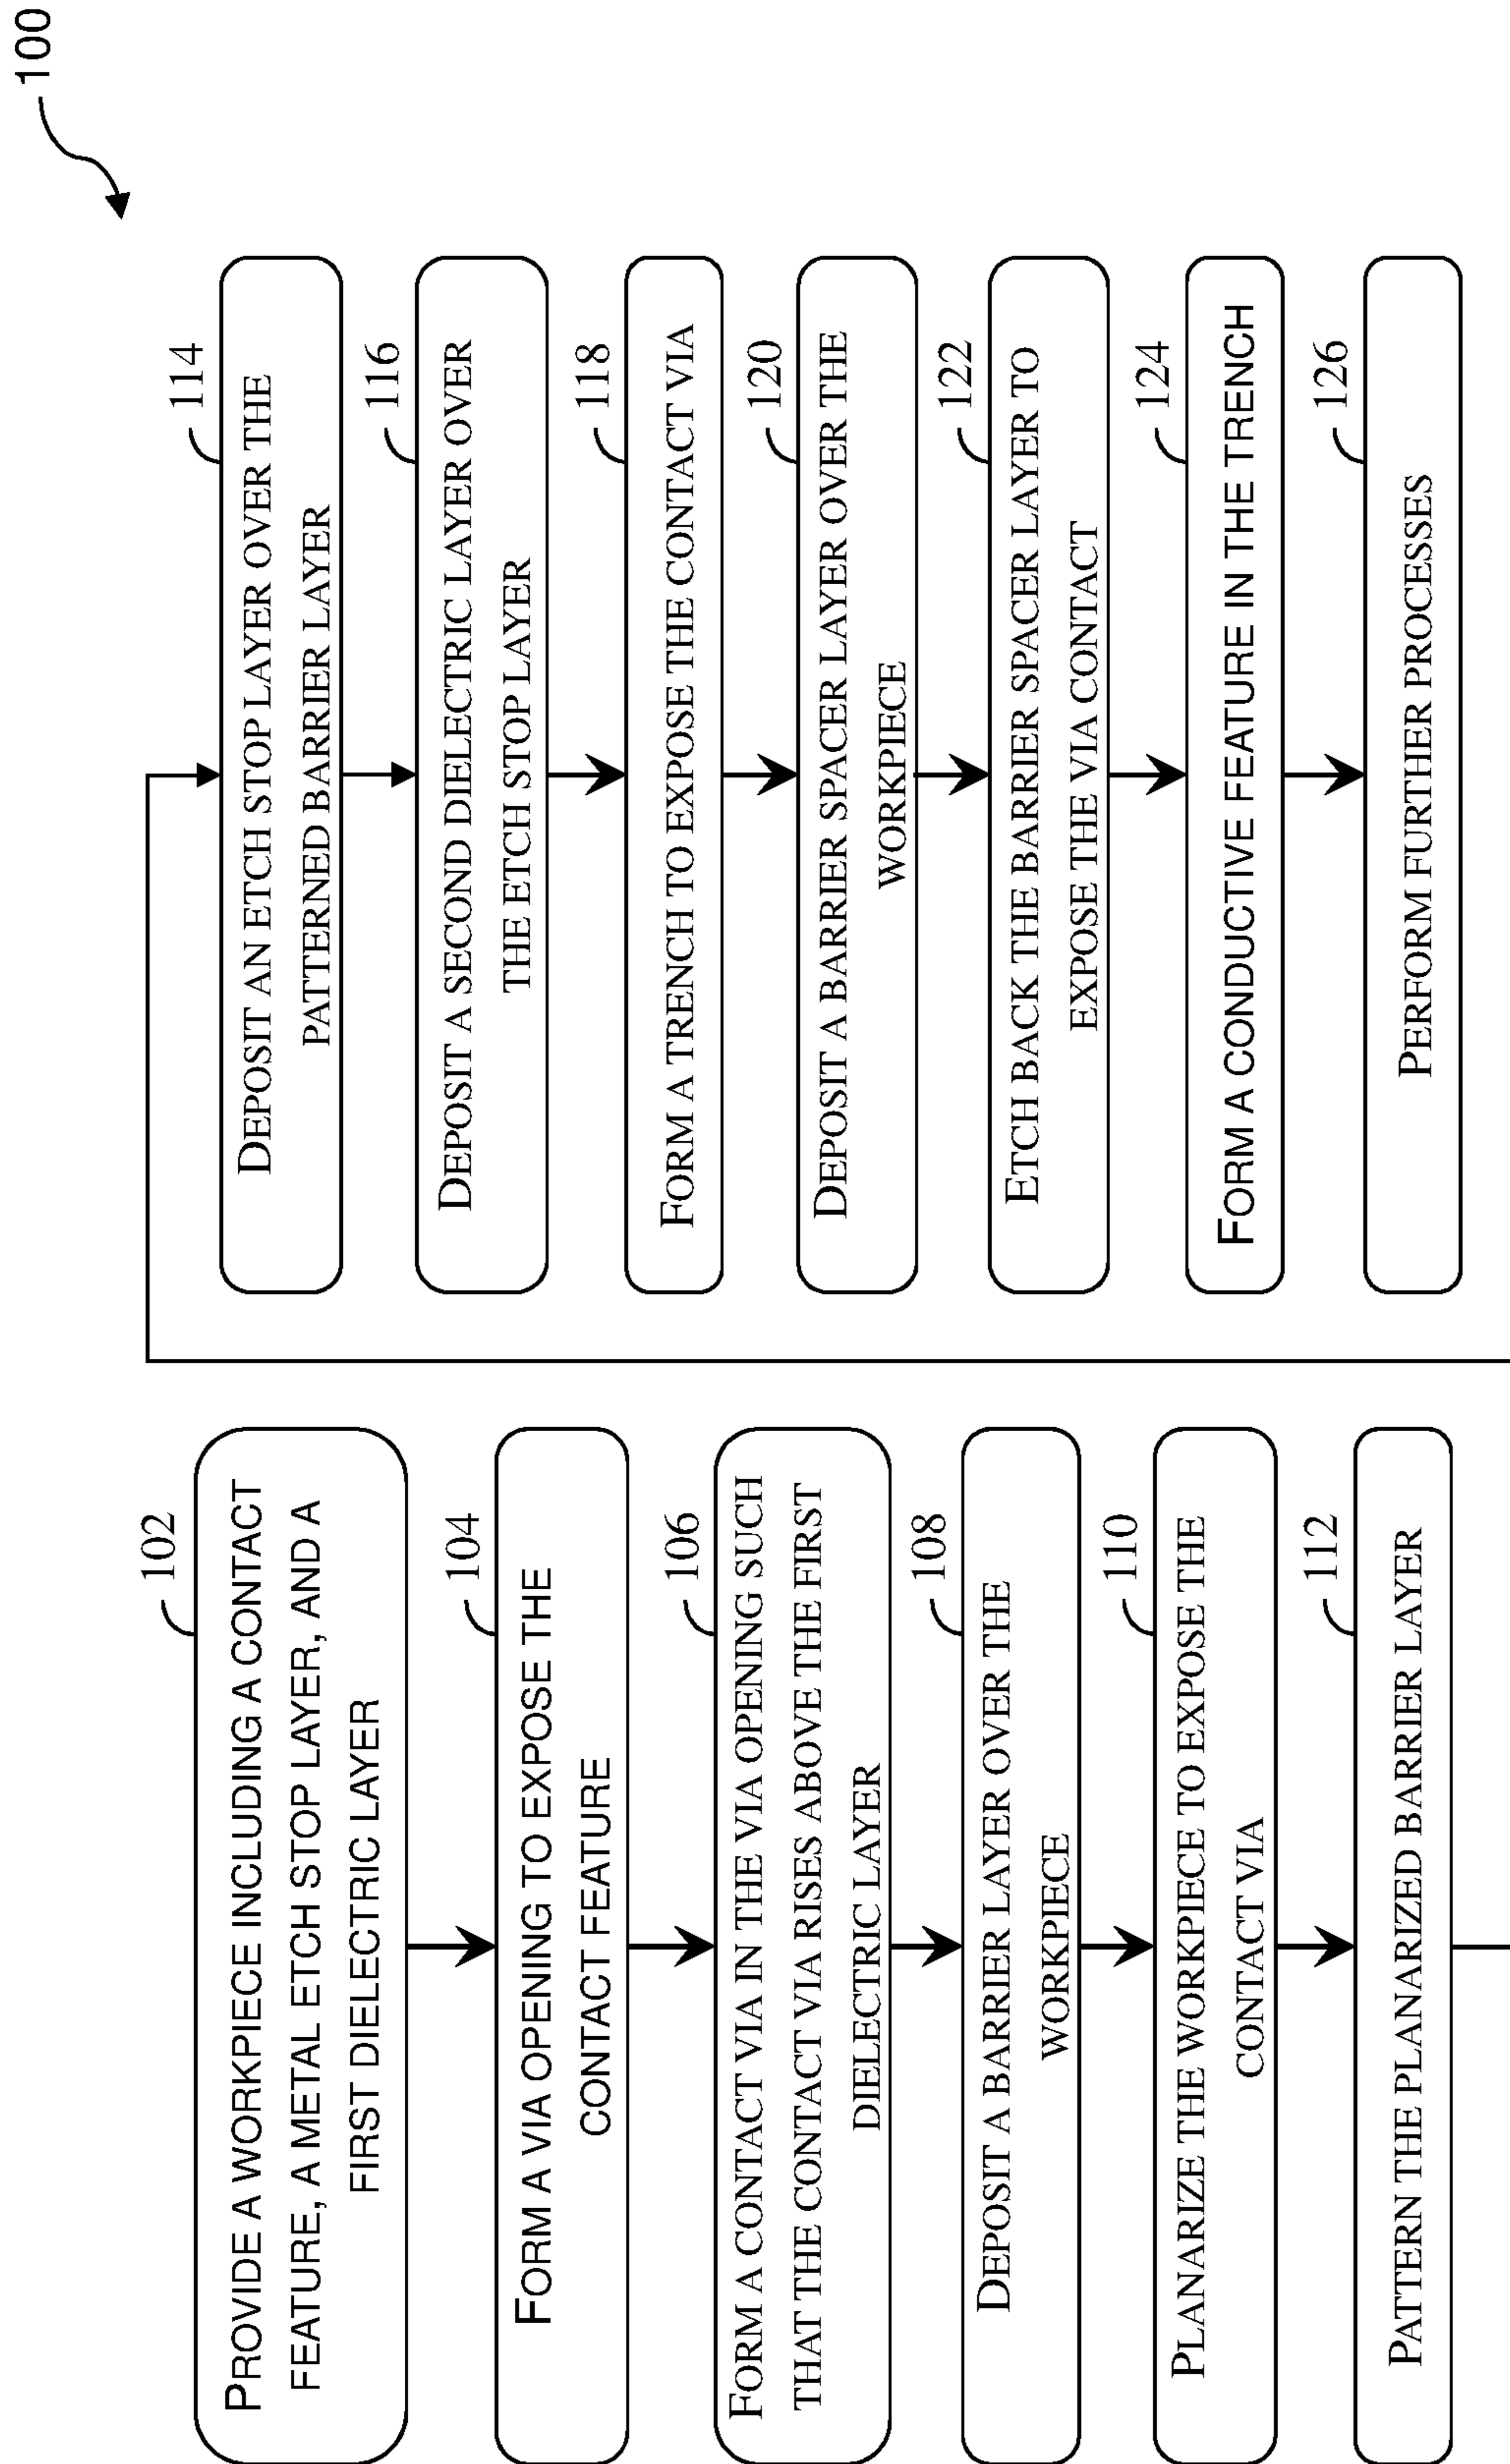 100
102
PROVIDE A WORKPIECE INCLUDING A CONTACT
FEATURE, A METAL ETCH STOP LAYER, AND A
FIRST DIELECTRIC LAYER
104
FORM A VIA OPENING TO EXPOSE THE
CONTACT FEATURE
106
FORM A CONTACT VIA IN THE VIA OPENING SUCH
THAT THE CONTACT VIA RISES ABOVE THE FIRST
DIELECTRIC LAYER
108
DEPOSIT A BARRIER LAYER OVER THE
WORKPIECE
110
PLANARIZE THE WORKPIECE TO EXPOSE THE
CONTACT VIA
112
PATTERN THE PLANARIZED BARRIER LAYER
114
DEPOSIT AN ETCH STOP LAYER OVER THE
PATTERNED BARRIER LAYER
116
DEPOSIT A SECOND DIELECTRIC LAYER OVER
THE ETCH STOP LAYER
118
FORM A TRENCH TO EXPOSE THE CONTACT VIA
120
DEPOSIT A BARRIER SPACER LAYER OVER THE
WORKPIECE
122
ETCH BACK THE BARRIER SPACER LAYER TO
EXPOSE THE VIA CONTACT
124
FORM A CONDUCTIVE FEATURE IN THE TRENCH
126
PERFORM FURTHER PROCESSES